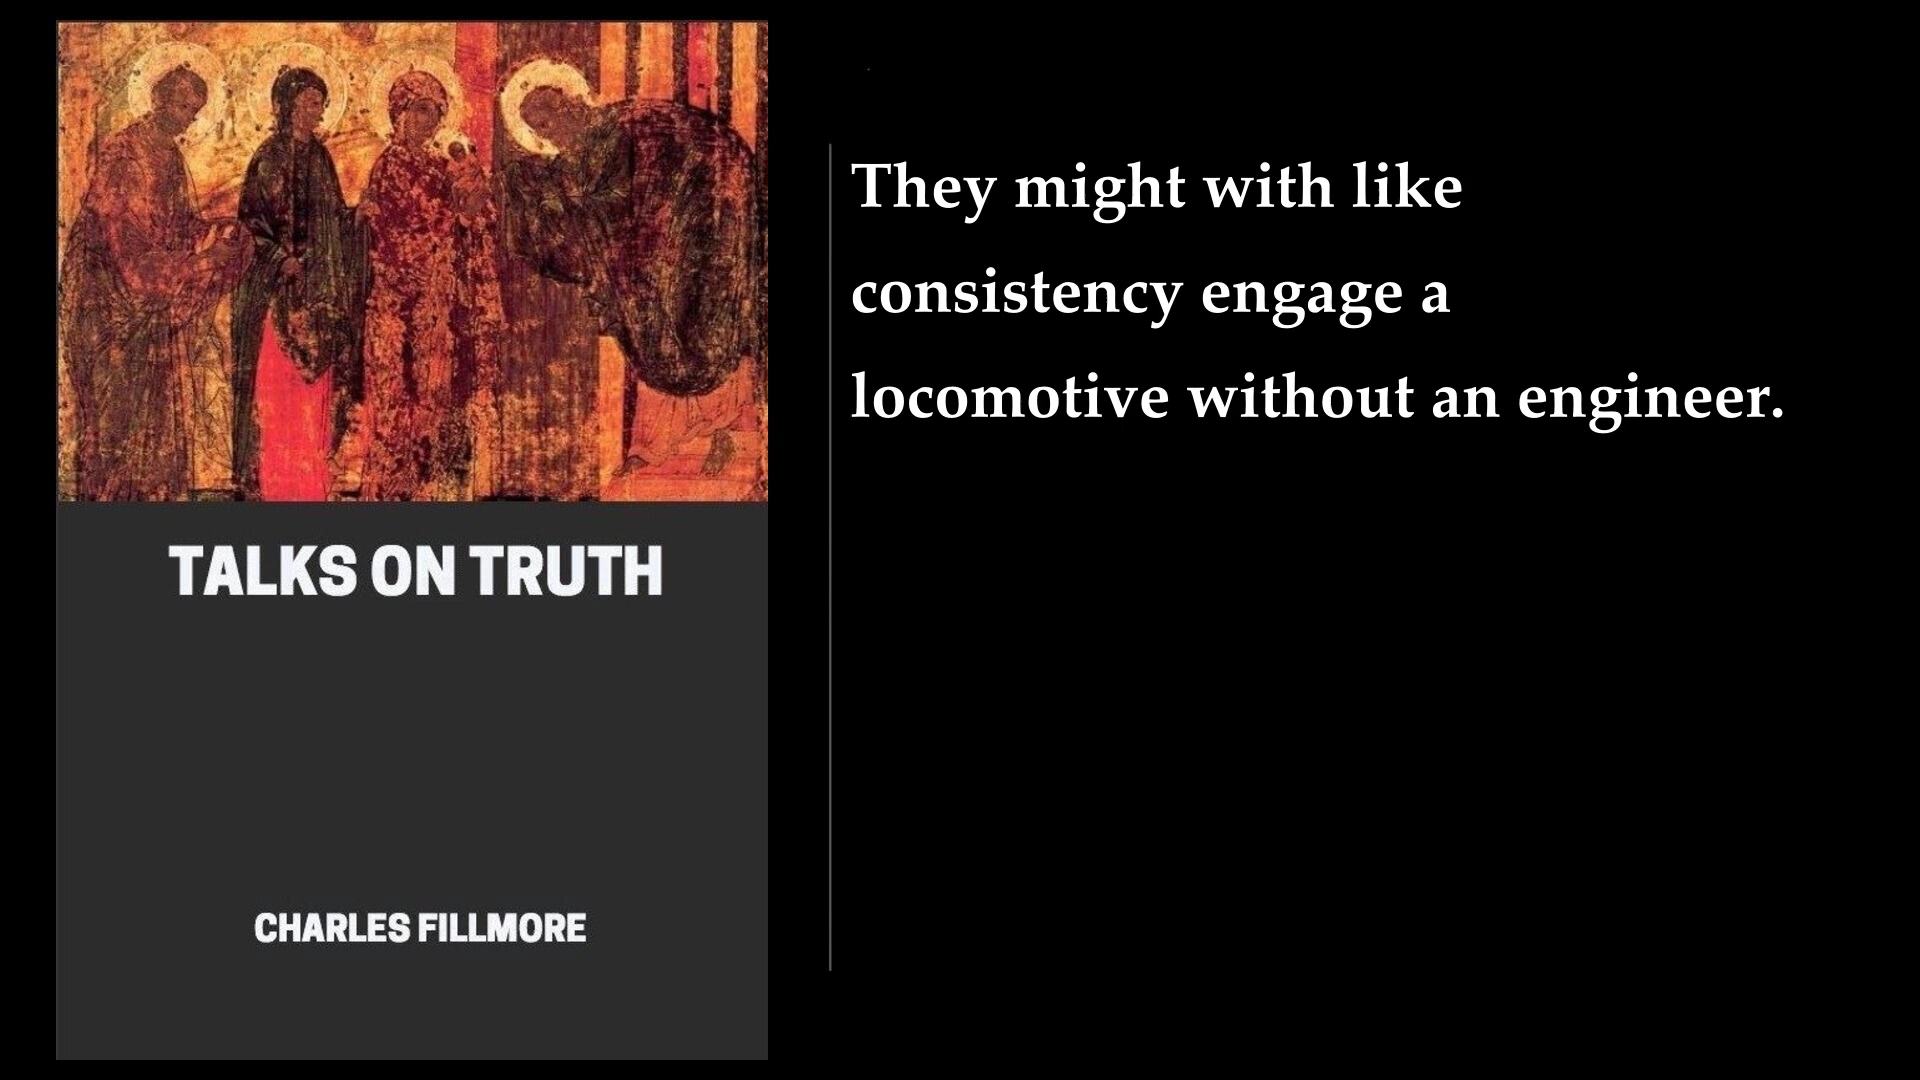 TALKS ON TRUTH
CHARLES FILLMORE
They might with like
consistency engage a
locomotive without an engineer.